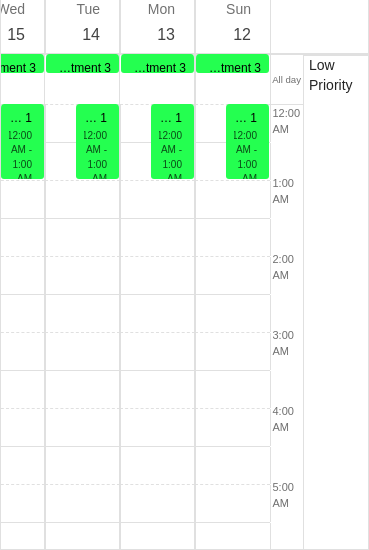 Wed Tue Mon Sun
15 14 13 12
tment 3 ...tment 3 ...tment 3 ...tment 3
All day
Low
Priority
... 1 ... 1 ... 1 ... 1
12:00 12:00 12:00 12:00
AM - AM - AM - AM -
1:00 1:00 1:00 1:00
AM AM AM AM
12:00
AM
1:00
AM
2:00
AM
3:00
AM
4:00
AM
5:00
AM